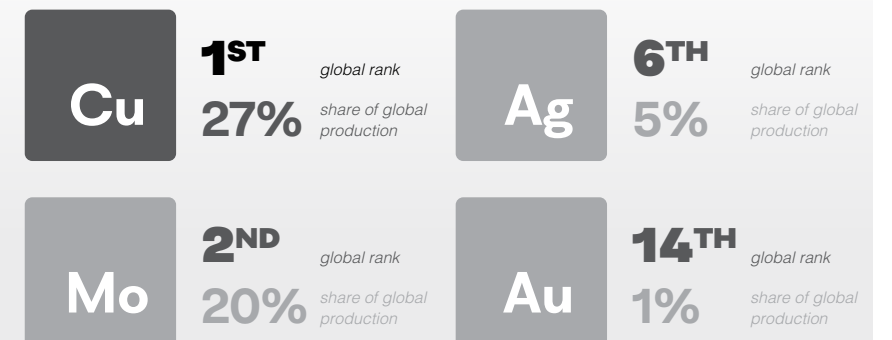 Cu
1ST global rank
27% share of global
production
Ag
6TH global rank
5% share of global
production
Mo
2ND global rank
20% share of global
production
Au
14TH global rank
1% share of global
production